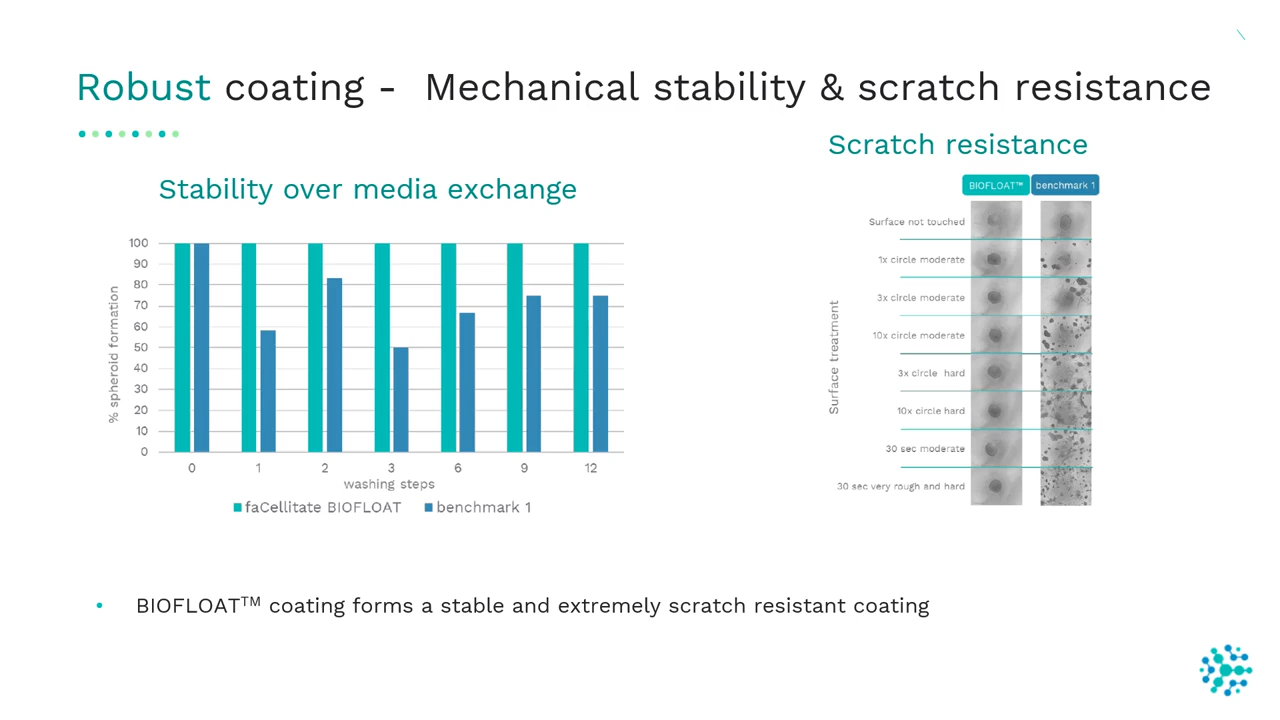 Robust coating - Mechanical stability & scratch resistance
Scratch resistance
Stability over media exchange
BIOFLOAT™ benchmark 1
Surface treatment
Surface not touched
1x circle moderate
3x circle moderate
10x circle moderate
3x circle hard
10x circle hard
30 sec moderate
30 sec very rough and hard
% spheroid formation
100
90
80
70
60
50
40
30
20
10
0
0 1 2 3 6 9 12
washing steps
faCellitate BIOFLOAT benchmark 1
• BIOFLOAT™ coating forms a stable and extremely scratch resistant coating